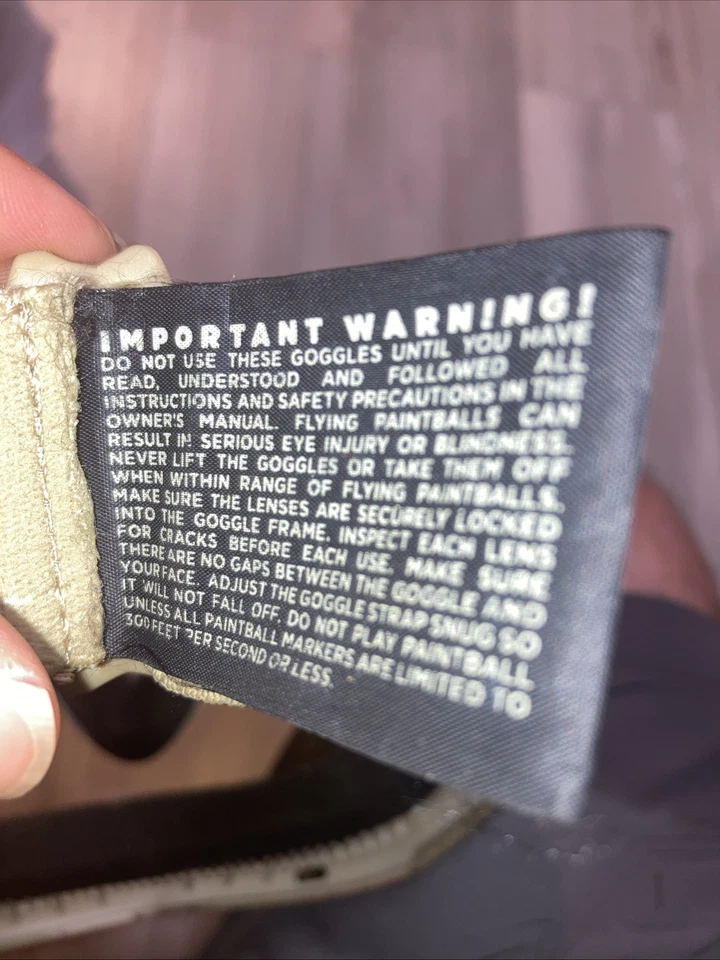 IMPORTANT WARNING!
DO NOT USE THESE GOGGLES UNTIL YOU HAVE
READ, UNDERSTOOD AND FOLLOWED ALL
INSTRUCTIONS AND SAFETY PRECAUTIONS IN THE
OWNER'S MANUAL. FLYING PAINTBALLS CAN
RESULT IN SERIOUS EYE INJURY OR BLINDNESS.
NEVER LIFT THE GOGGLES OR TAKE THEM OFF
WHEN WITHIN RANGE OF FLYING PAINTBALLS.
MAKE SURE THE LENSES ARE SECURELY LOCKED
INTO THE GOGGLE FRAME. INSPECT EACH LENS
FOR CRACKS BEFORE EACH USE. MAKE SURE
THERE ARE NO GAPS BETWEEN THE GOGGLE AND
YOUR FACE. ADJUST THE GOGGLE STRAP SNUG SO
IT WILL NOT FALL OFF. DO NOT PLAY PAINTBALL
UNLESS ALL PAINTBALL MARKERS ARE LIMITED TO
300 FEET PER SECOND OR LESS.